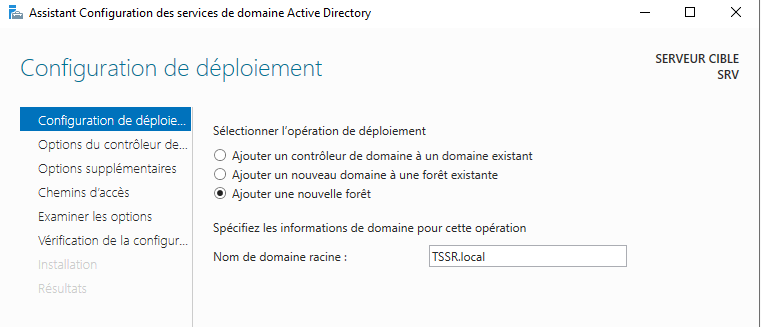 Assistant Configuration des services de domaine Active Directory
Configuration de déploiement
SERVEUR CIBLE
SRV
Configuration de déploie...
Options du contrôleur de...
Options supplémentaires
Chemins d'accès
Examiner les options
Vérification de la configur...
Installation
Résultats
Sélectionner l'opération de déploiement
Ajouter un contrôleur de domaine à un domaine existant
Ajouter un nouveau domaine à une forêt existante
Ajouter une nouvelle forêt
Spécifiez les informations de domaine pour cette opération
Nom de domaine racine : TSSR.local